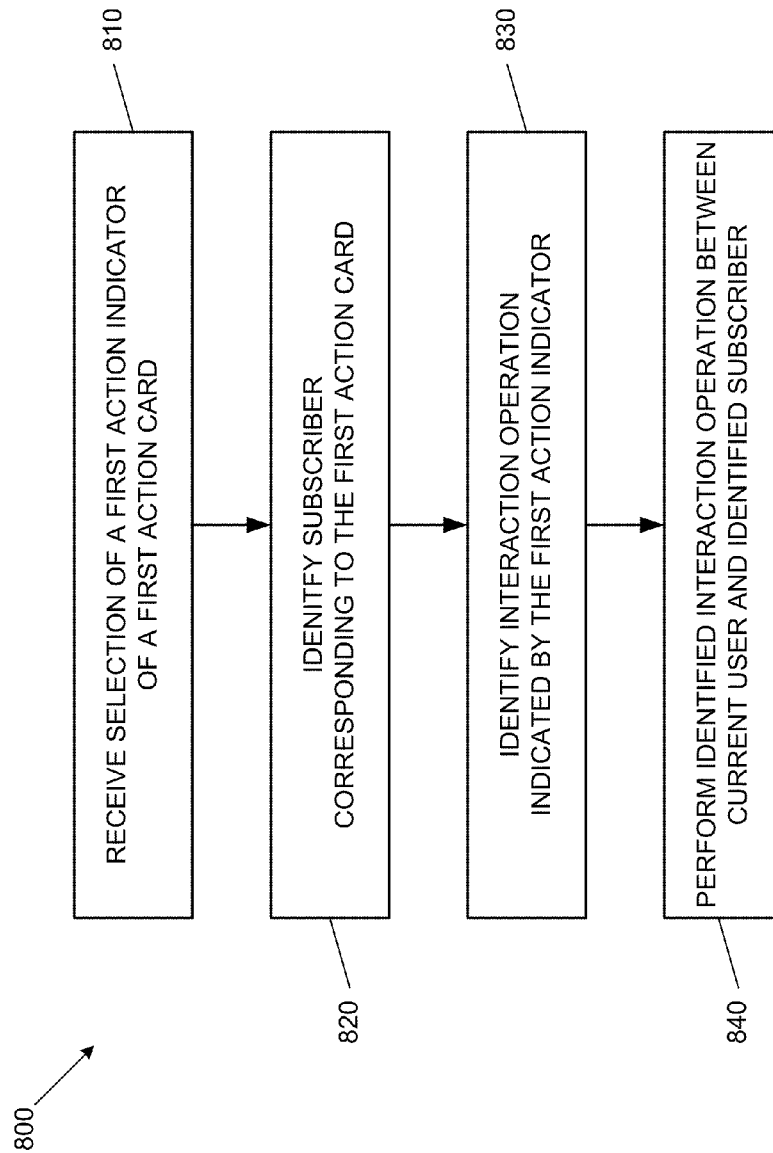 800
RECEIVE SELECTION OF A FIRST ACTION INDICATOR
OF A FIRST ACTION CARD
810
IDENITFY SUBSCRIBER
CORRESPONDING TO THE FIRST ACTION CARD
820
IDENTIFY INTERACTION OPERATION
INDICATED BY THE FIRST ACTION INDICATOR
830
PERFORM IDENTIFIED INTERACTION OPERATION BETWEEN
CURRENT USER AND IDENTIFIED SUBSCRIBER
840